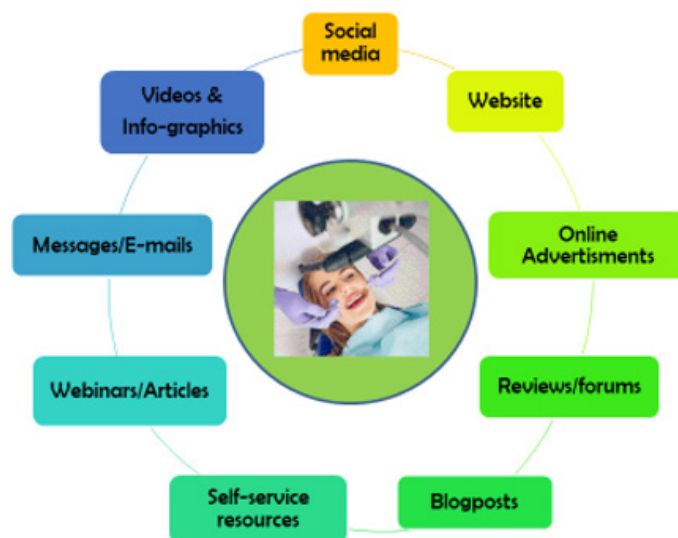 Social
media
Website
Online
Advertisments
Reviews/forums
Blogposts
Self-service
resources
Webinars/Articles
Messages/E-mails
Videos &
Info-graphics